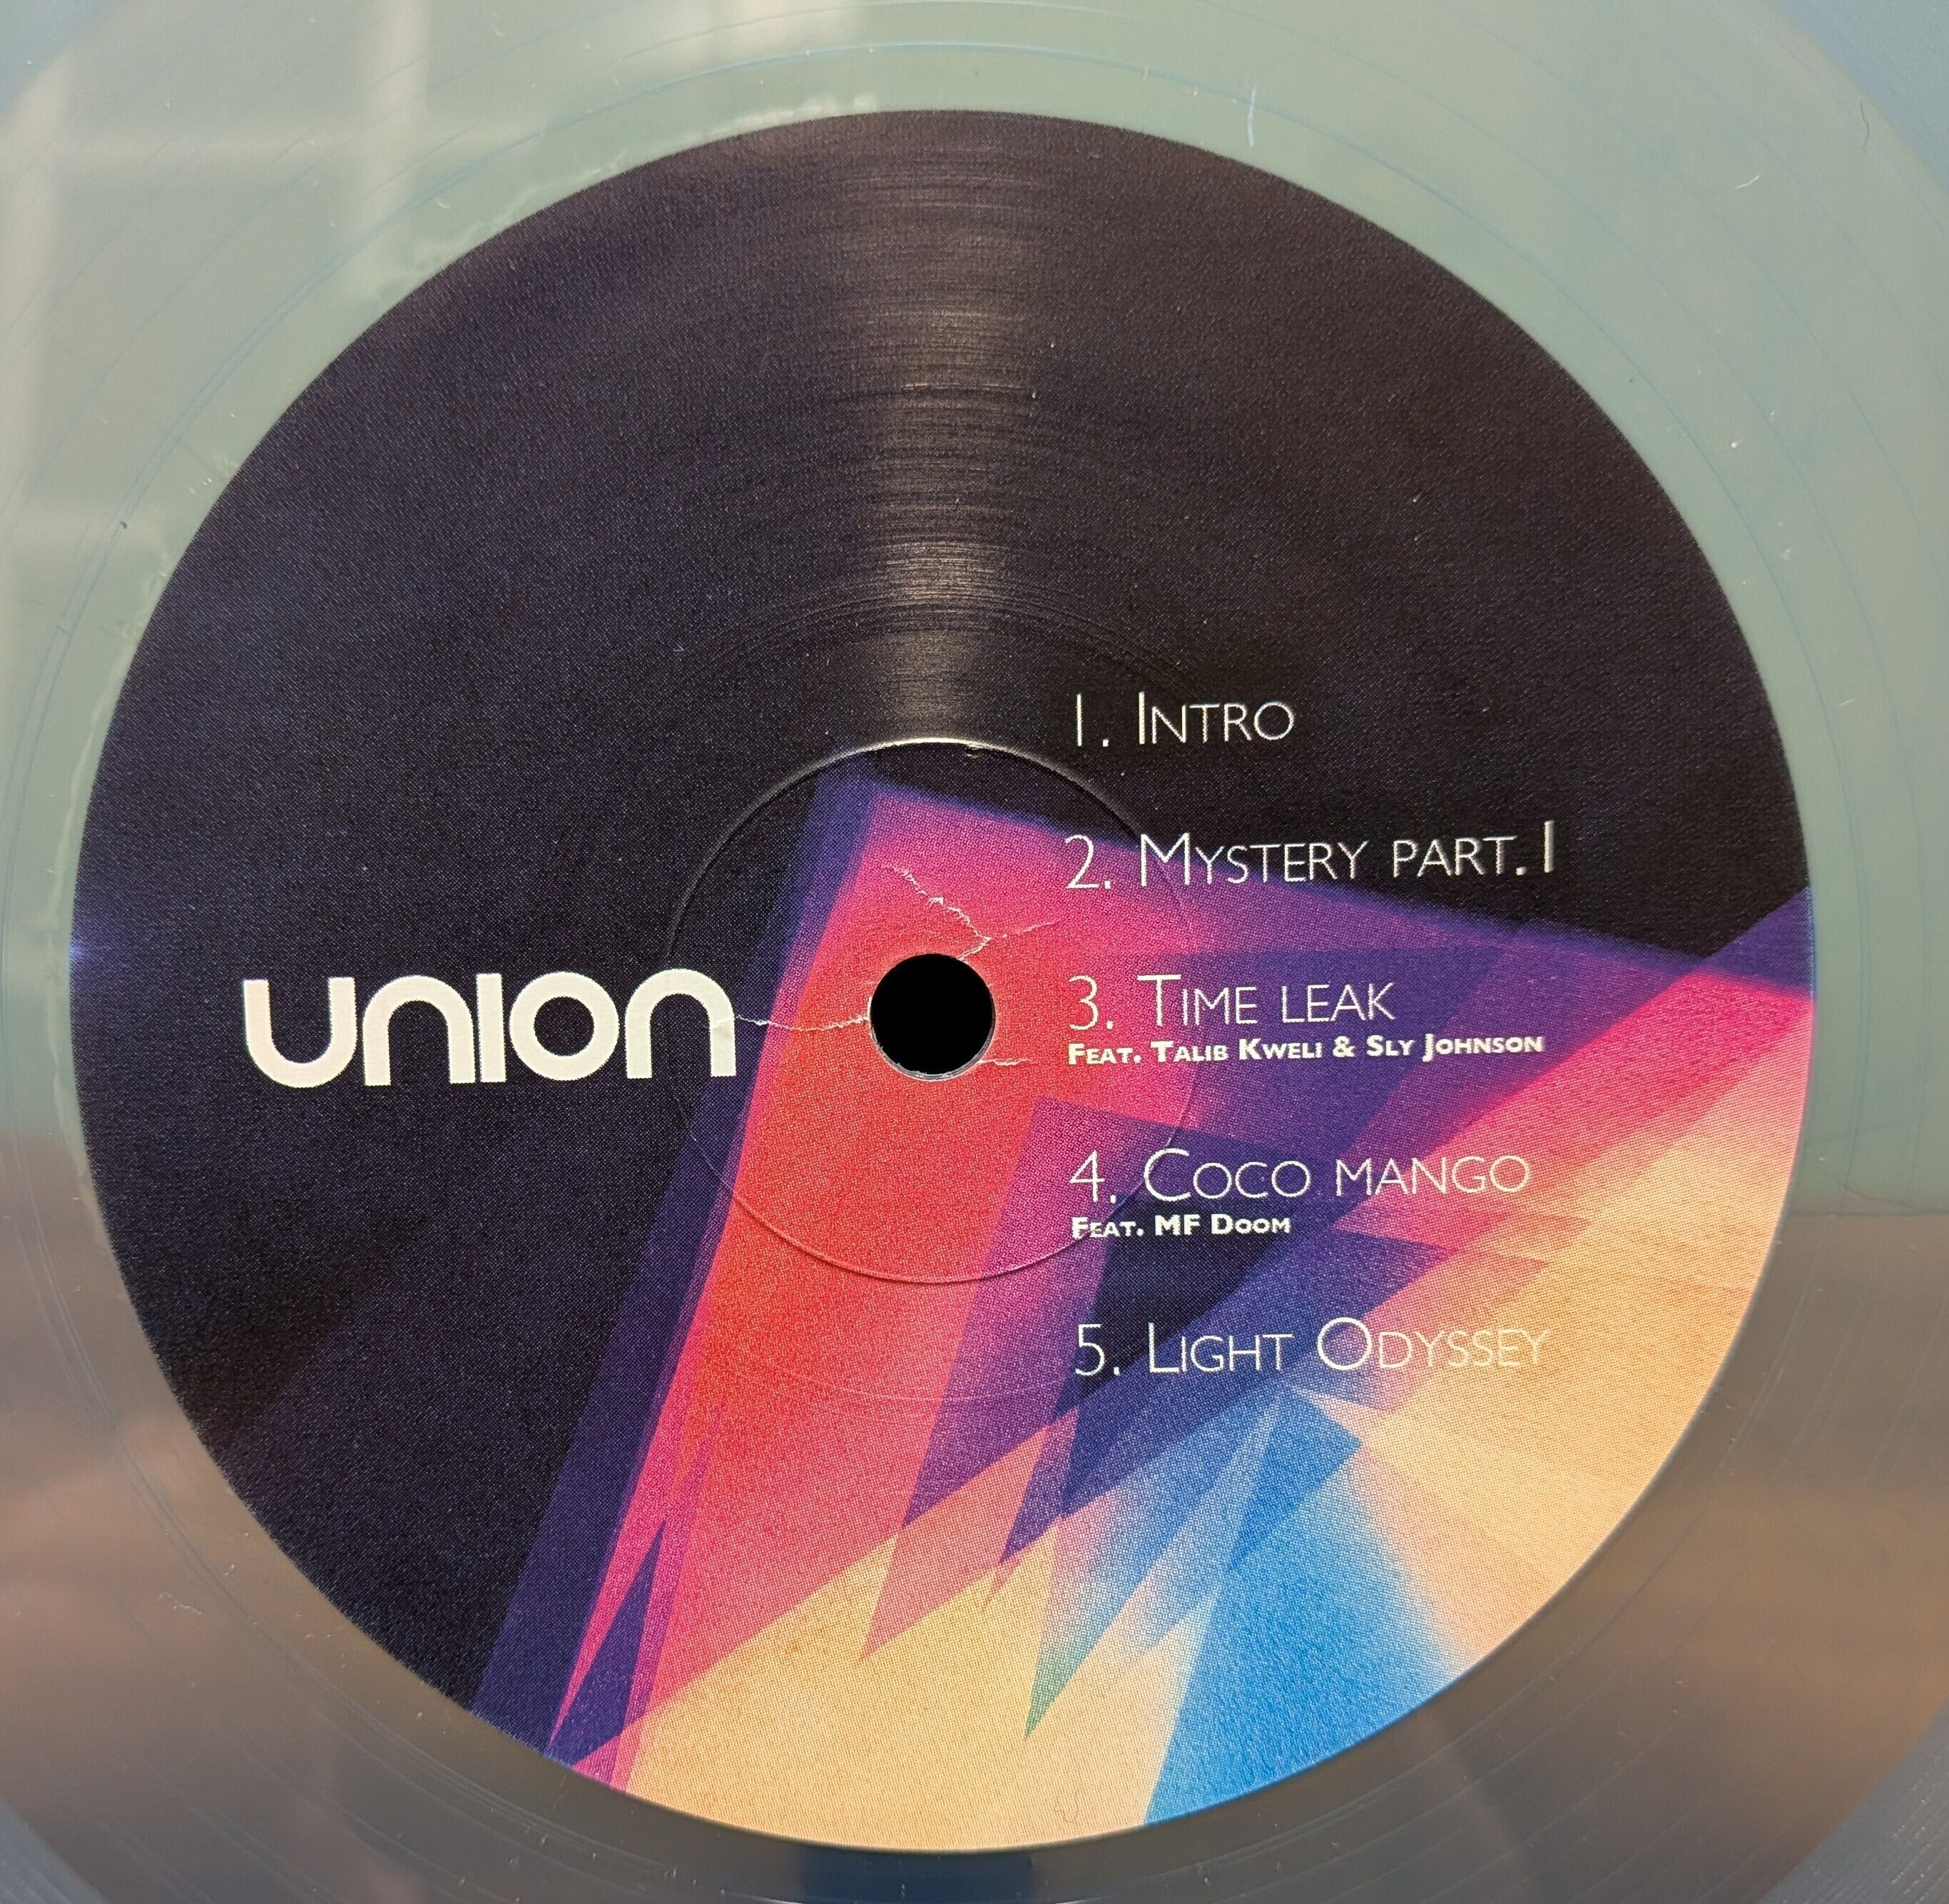 union
1. Intro
2. Mystery part.1
3. Time leak
Feat. Talib Kweli & Sly Johnson
4. Coco mango
Feat. MF Doom
5. Light Odyssey